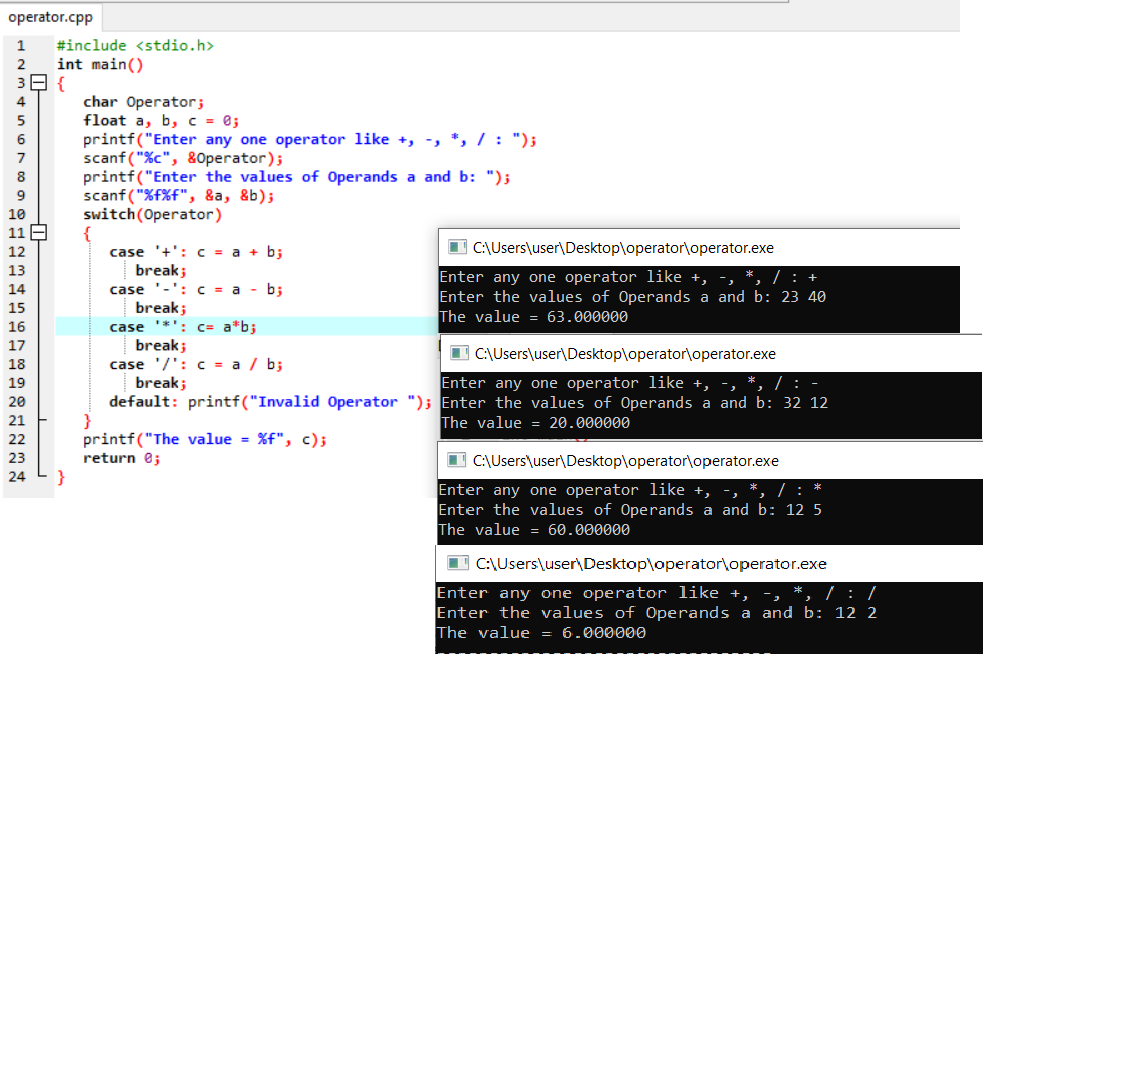 operator.cpp
1 #include <stdio.h>
2 int main()
3 {
4 char Operator;
5 float a, b, c = 0;
6 printf("Enter any one operator like +, -, *, / : ");
7 scanf("%c", &Operator);
8 printf("Enter the values of Operands a and b: ");
9 scanf("%f%f", &a, &b);
10 switch(Operator)
11 {
12 case '+': c = a + b;
13 break;
14 case '-': c = a - b;
15 break;
16 case '*': c= a*b;
17 break;
18 case '/': c = a / b;
19 break;
20 default: printf("Invalid Operator ");
21 }
22 printf("The value = %f", c);
23 return 0;
24 }
C:\Users\user\Desktop\operator\operator.exe
Enter any one operator like +, -, *, / : +
Enter the values of Operands a and b: 23 40
The value = 63.000000
C:\Users\user\Desktop\operator\operator.exe
Enter any one operator like +, -, *, / : -
Enter the values of Operands a and b: 32 12
The value = 20.000000
C:\Users\user\Desktop\operator\operator.exe
Enter any one operator like +, -, *, / : *
Enter the values of Operands a and b: 12 5
The value = 60.000000
C:\Users\user\Desktop\operator\operator.exe
Enter any one operator like +, -, *, / : /
Enter the values of Operands a and b: 12 2
The value = 6.000000